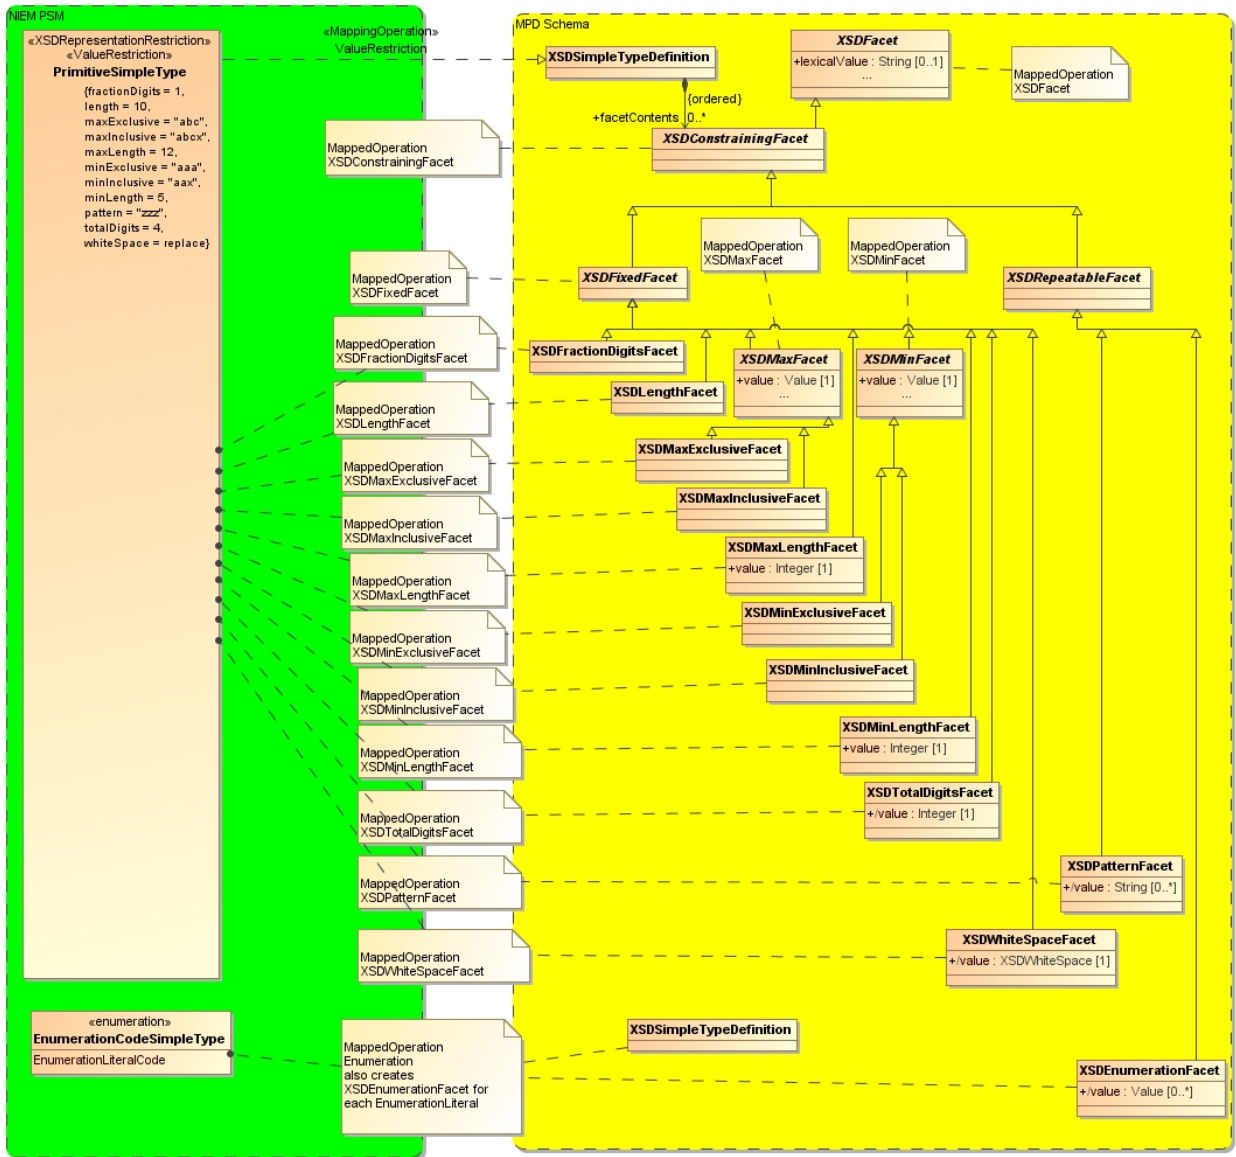 NIEM PSM
«XSDRepresentationRestriction»
«ValueRestriction»
PrimitiveSimpleType
{fractionDigits = 1,
length = 10,
maxExclusive = "abc",
maxInclusive = "abcx",
maxLength = 12,
minExclusive = "aaa",
minInclusive = "aax",
minLength = 5,
pattern = "zzz",
totalDigits = 4,
whiteSpace = replace}
«MappingOperation»
ValueRestriction
MPD Schema
XSDSimpleTypeDefinition
{ordered}
+facetContents 0..*
XSDFacet
+lexicalValue : String [0..1]
...
MappedOperation
XSDFacet
MappedOperation
XSDConstrainingFacet
XSDConstrainingFacet
MappedOperation
XSDMaxFacet
MappedOperation
XSDMinFacet
MappedOperation
XSDFixedFacet
XSDFixedFacet
XSDRepeatableFacet
MappedOperation
XSDFractionDigitsFacet
XSDFractionDigitsFacet
XSDMaxFacet
+value : Value [1]
...
XSDMinFacet
+value : Value [1]
...
MappedOperation
XSDLengthFacet
XSDLengthFacet
MappedOperation
XSDMaxExclusiveFacet
XSDMaxExclusiveFacet
MappedOperation
XSDMaxInclusiveFacet
XSDMaxInclusiveFacet
MappedOperation
XSDMaxLengthFacet
XSDMaxLengthFacet
+value : Integer [1]
MappedOperation
XSDMinExclusiveFacet
XSDMinExclusiveFacet
MappedOperation
XSDMinInclusiveFacet
XSDMinInclusiveFacet
MappedOperation
XSDMinLengthFacet
XSDMinLengthFacet
+value : Integer [1]
MappedOperation
XSDTotalDigitsFacet
XSDTotalDigitsFacet
+/value : Integer [1]
MappedOperation
XSDPatternFacet
XSDPatternFacet
+/value : String [0..*]
MappedOperation
XSDWhiteSpaceFacet
XSDWhiteSpaceFacet
+/value : XSDWhiteSpace [1]
«enumeration»
EnumerationCodeSimpleType
EnumerationLiteralCode
MappedOperation
Enumeration
also creates
XSDEnumerationFacet for
each EnumerationLiteral
XSDSimpleTypeDefinition
XSDEnumerationFacet
+/value : Value [0..*]